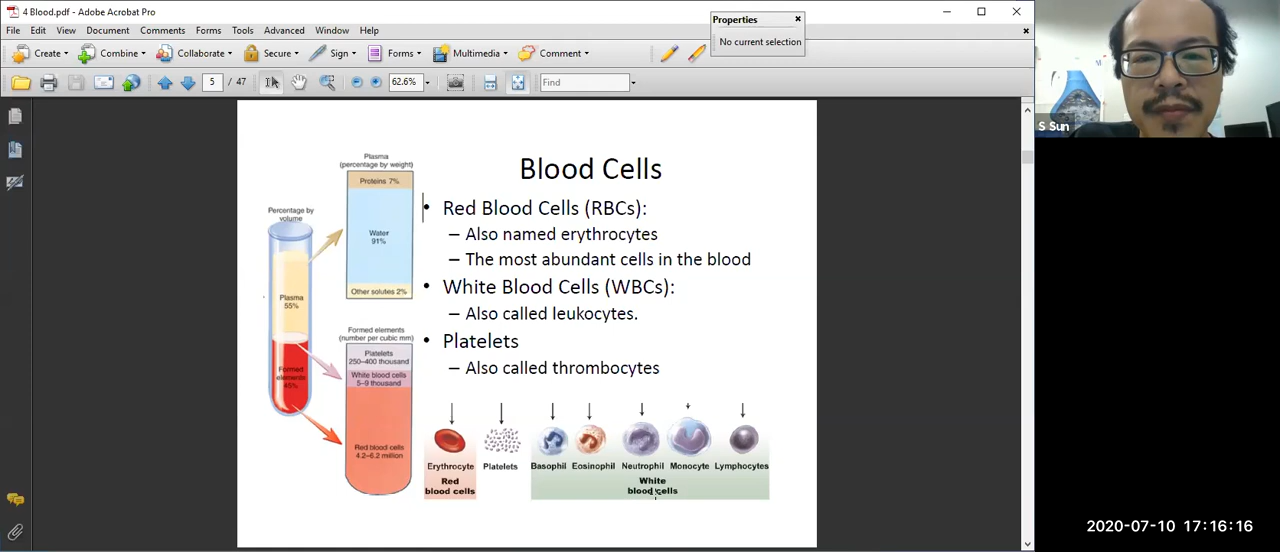 4 Blood.pdf - Adobe Acrobat Pro
Properties
No current selection
File Edit View Document Comments Forms Tools Advanced Window Help
Create Combine Collaborate Secure Sign Forms Multimedia Comment
5 / 47 62.6% Find
S Sun
Blood Cells
• Red Blood Cells (RBCs):
– Also named erythrocytes
– The most abundant cells in the blood
• White Blood Cells (WBCs):
– Also called leukocytes.
• Platelets
– Also called thrombocytes
Plasma
(percentage by weight)
Proteins 7%
Water
91%
Other solutes 2%
Percentage by
volume
Plasma
55%
Formed
elements
45%
Formed elements
(number per cubic mm)
Platelets
250–400 thousand
White blood cells
5–9 thousand
Red blood cells
4.2–6.2 million
Erythrocyte Platelets Basophil Eosinophil Neutrophil Monocyte Lymphocytes
Red
blood cells
White
blood cells
2020-07-10 17:16:16